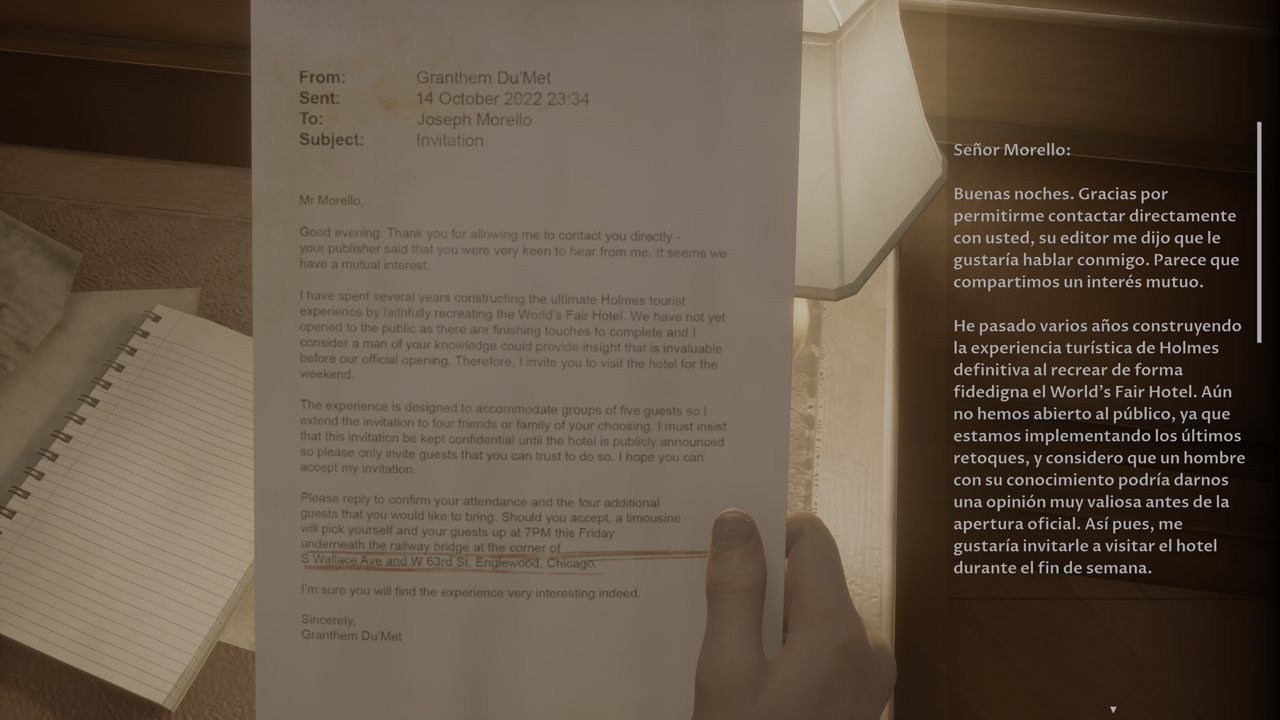 From: Granthem Du'Met
Sent: 14 October 2022 23:34
To: Joseph Morello
Subject: Invitation
Mr Morello,
Good evening. Thank you for allowing me to contact you directly -
your publisher said that you were very keen to hear from me. It seems we
have a mutual interest.
I have spent several years constructing the ultimate Holmes tourist
experience by faithfully recreating the World's Fair Hotel. We have not yet
opened to the public as there are finishing touches to complete and I
consider a man of your knowledge could provide insight that is invaluable
before our official opening. Therefore, I invite you to visit the hotel for the
weekend.
The experience is designed to accommodate groups of five guests so I
extend the invitation to four friends or family of your choosing. I must insist
that this invitation be kept confidential until the hotel is publicly announced
so please only invite guests that you can trust to do so. I hope you can
accept my invitation.
Please reply to confirm your attendance and the four additional
guests that you would like to bring. Should you accept, a limousine
will pick yourself and your guests up at 7PM this Friday
underneath the railway bridge at the corner of
S Wallace Ave and W 63rd St, Englewood, Chicago.
I'm sure you will find the experience very interesting indeed.
Sincerely,
Granthem Du'Met
Señor Morello:
Buenas noches. Gracias por
permitirme contactar directamente
con usted, su editor me dijo que le
gustaría hablar conmigo. Parece que
compartimos un interés mutuo.
He pasado varios años construyendo
la experiencia turística de Holmes
definitiva al recrear de forma
fidedigna el World's Fair Hotel. Aún
no hemos abierto al público, ya que
estamos implementando los últimos
retoques, y considero que un hombre
con su conocimiento podría darnos
una opinión muy valiosa antes de la
apertura oficial. Así pues, me
gustaría invitarle a visitar el hotel
durante el fin de semana.